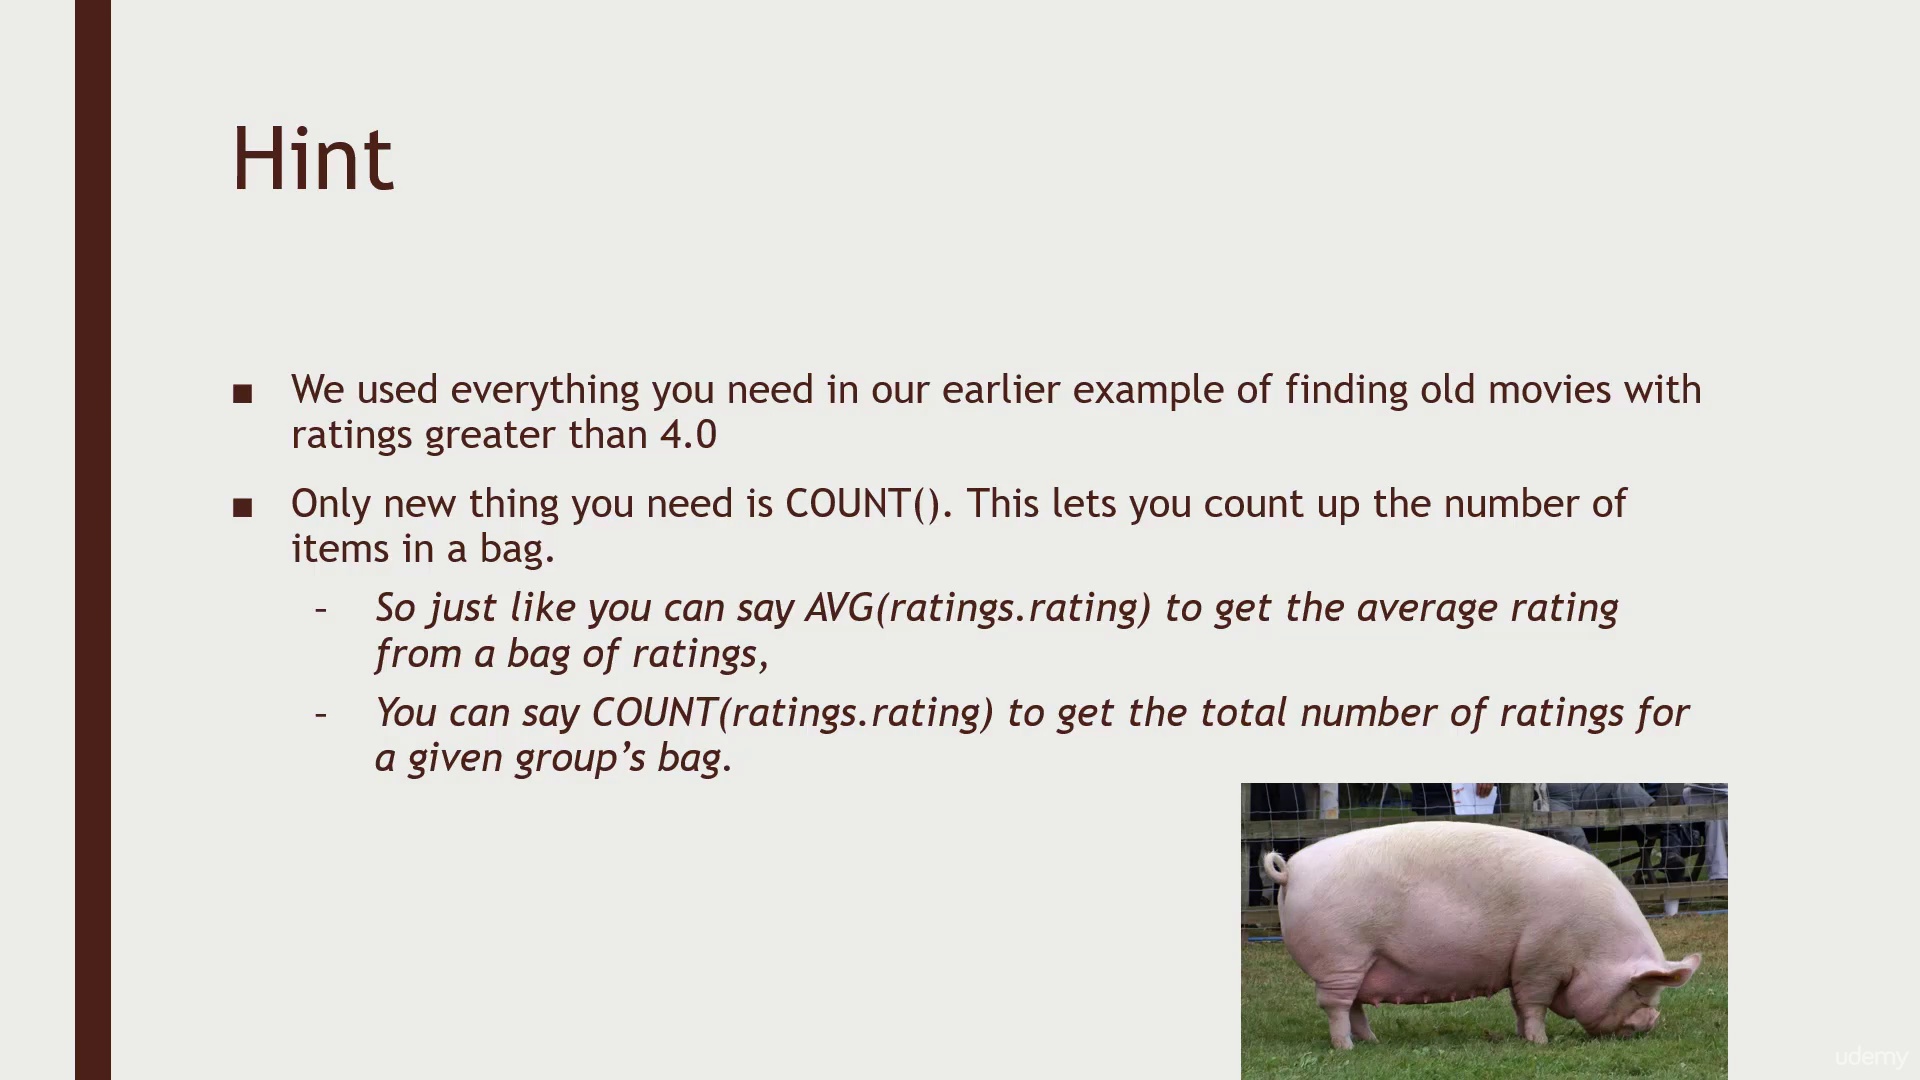 Hint
■ We used everything you need in our earlier example of finding old movies with
ratings greater than 4.0
■ Only new thing you need is COUNT(). This lets you count up the number of
items in a bag.
– So just like you can say AVG(ratings.rating) to get the average rating
from a bag of ratings,
– You can say COUNT(ratings.rating) to get the total number of ratings for
a given group’s bag.
udemy